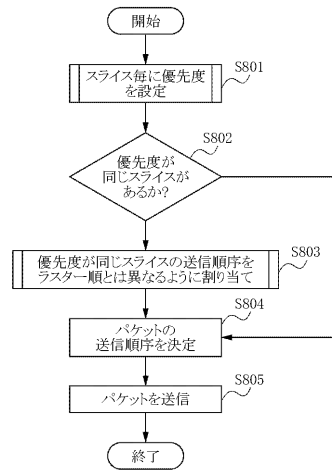 開始
S801
スライス毎に優先度
を設定
S802
優先度が
同じスライスが
あるか?
S803
優先度が同じスライスの送信順序を
ラスター順とは異なるように割り当て
S804
パケットの
送信順序を決定
S805
パケットを送信
終了